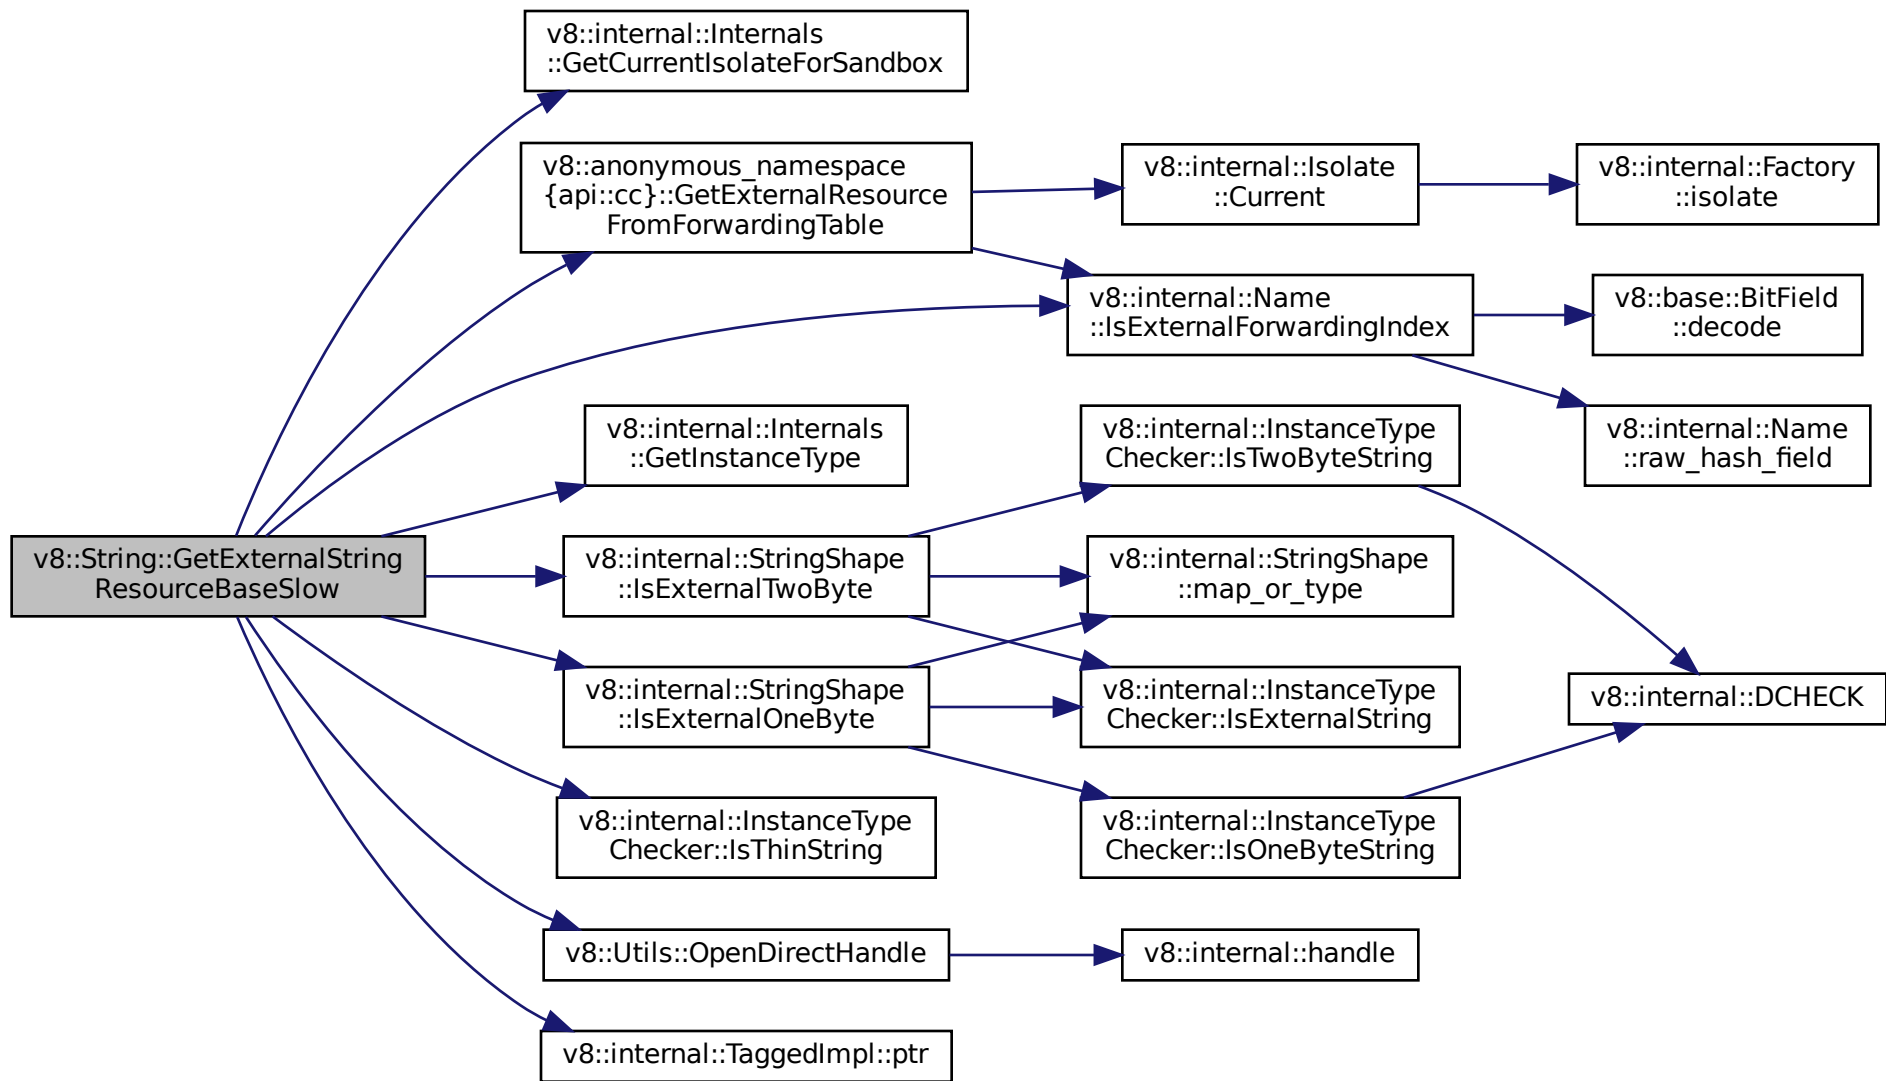 v8::internal::Internals
::GetCurrentIsolateForSandbox
v8::anonymous_namespace
{api::cc}::GetExternalResource
FromForwardingTable
v8::internal::Isolate
::Current
v8::internal::Factory
::isolate
v8::internal::Name
::IsExternalForwardingIndex
v8::base::BitField
::decode
v8::internal::Internals
::GetInstanceType
v8::internal::InstanceType
Checker::IsTwoByteString
v8::internal::Name
::raw_hash_field
v8::String::GetExternalString
ResourceBaseSlow
v8::internal::StringShape
::IsExternalTwoByte
v8::internal::StringShape
::map_or_type
v8::internal::StringShape
::IsExternalOneByte
v8::internal::InstanceType
Checker::IsExternalString
v8::internal::DCHECK
v8::internal::InstanceType
Checker::IsThinString
v8::internal::InstanceType
Checker::IsOneByteString
v8::Utils::OpenDirectHandle
v8::internal::handle
v8::internal::TaggedImpl::ptr